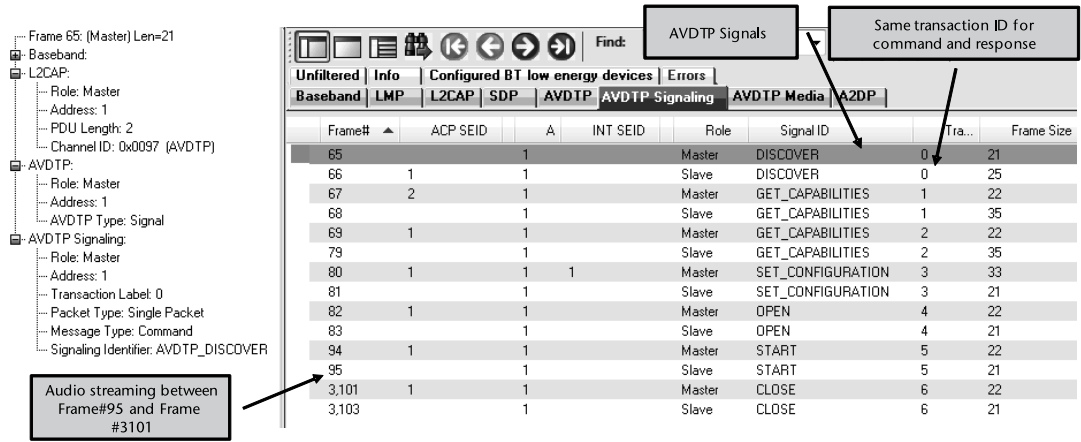 Frame 65: (Master) Len=21
Baseband:
L2CAP:
Role: Master
Address: 1
PDU Length: 2
Channel ID: 0x0097 (AVDTP)
AVDTP:
Role: Master
Address: 1
AVDTP Type: Signal
AVDTP Signaling:
Role: Master
Address: 1
Transaction Label: 0
Packet Type: Single Packet
Message Type: Command
Signaling Identifier: AVDTP_DISCOVER
Audio streaming between
Frame#95 and Frame
#3101
AVDTP Signals
Same transaction ID for
command and response
Find:
Unfiltered Info Configured BT low energy devices Errors
Baseband LMP L2CAP SDP AVDTP AVDTP Signaling AVDTP Media A2DP
Frame# ACP SEID A INT SEID Role Signal ID Tra... Frame Size
65 1 Master DISCOVER 0 21
66 1 1 Slave DISCOVER 0 25
67 2 1 Master GET_CAPABILITIES 1 22
68 1 Slave GET_CAPABILITIES 1 35
69 1 1 Master GET_CAPABILITIES 2 22
79 1 Slave GET_CAPABILITIES 2 35
80 1 1 1 Master SET_CONFIGURATION 3 33
81 1 Slave SET_CONFIGURATION 3 21
82 1 1 Master OPEN 4 22
83 1 Slave OPEN 4 21
94 1 1 Master START 5 22
95 1 Slave START 5 21
3,101 1 1 Master CLOSE 6 22
3,103 1 Slave CLOSE 6 21